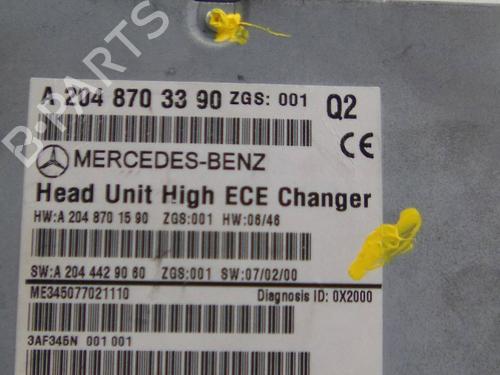 A 204 870 33 90 ZGS: 001 Q2
MERCEDES-BENZ CE
Head Unit High ECE Changer
HW:A 204 870 15 90 ZGS:001 HW:06/46
SW:A 204 442 90 60 ZGS:001 SW:07/02/00
ME345077021110 Diagnosis ID: 0X2000
3AF345N 001 001
B-PARTS